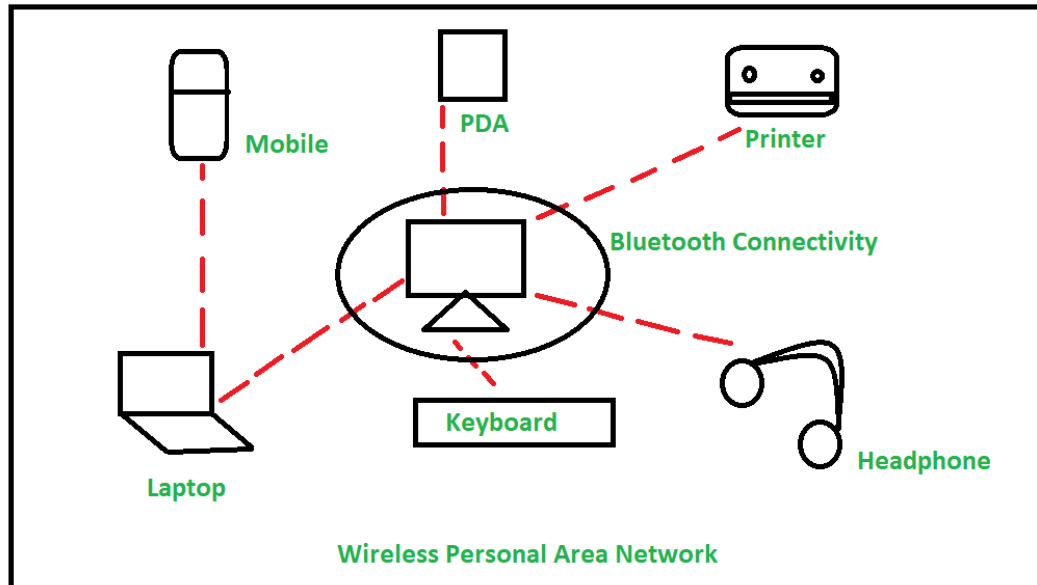 PDA
Printer
Mobile
Bluetooth Connectivity
Keyboard
Headphone
Laptop
Wireless Personal Area Network